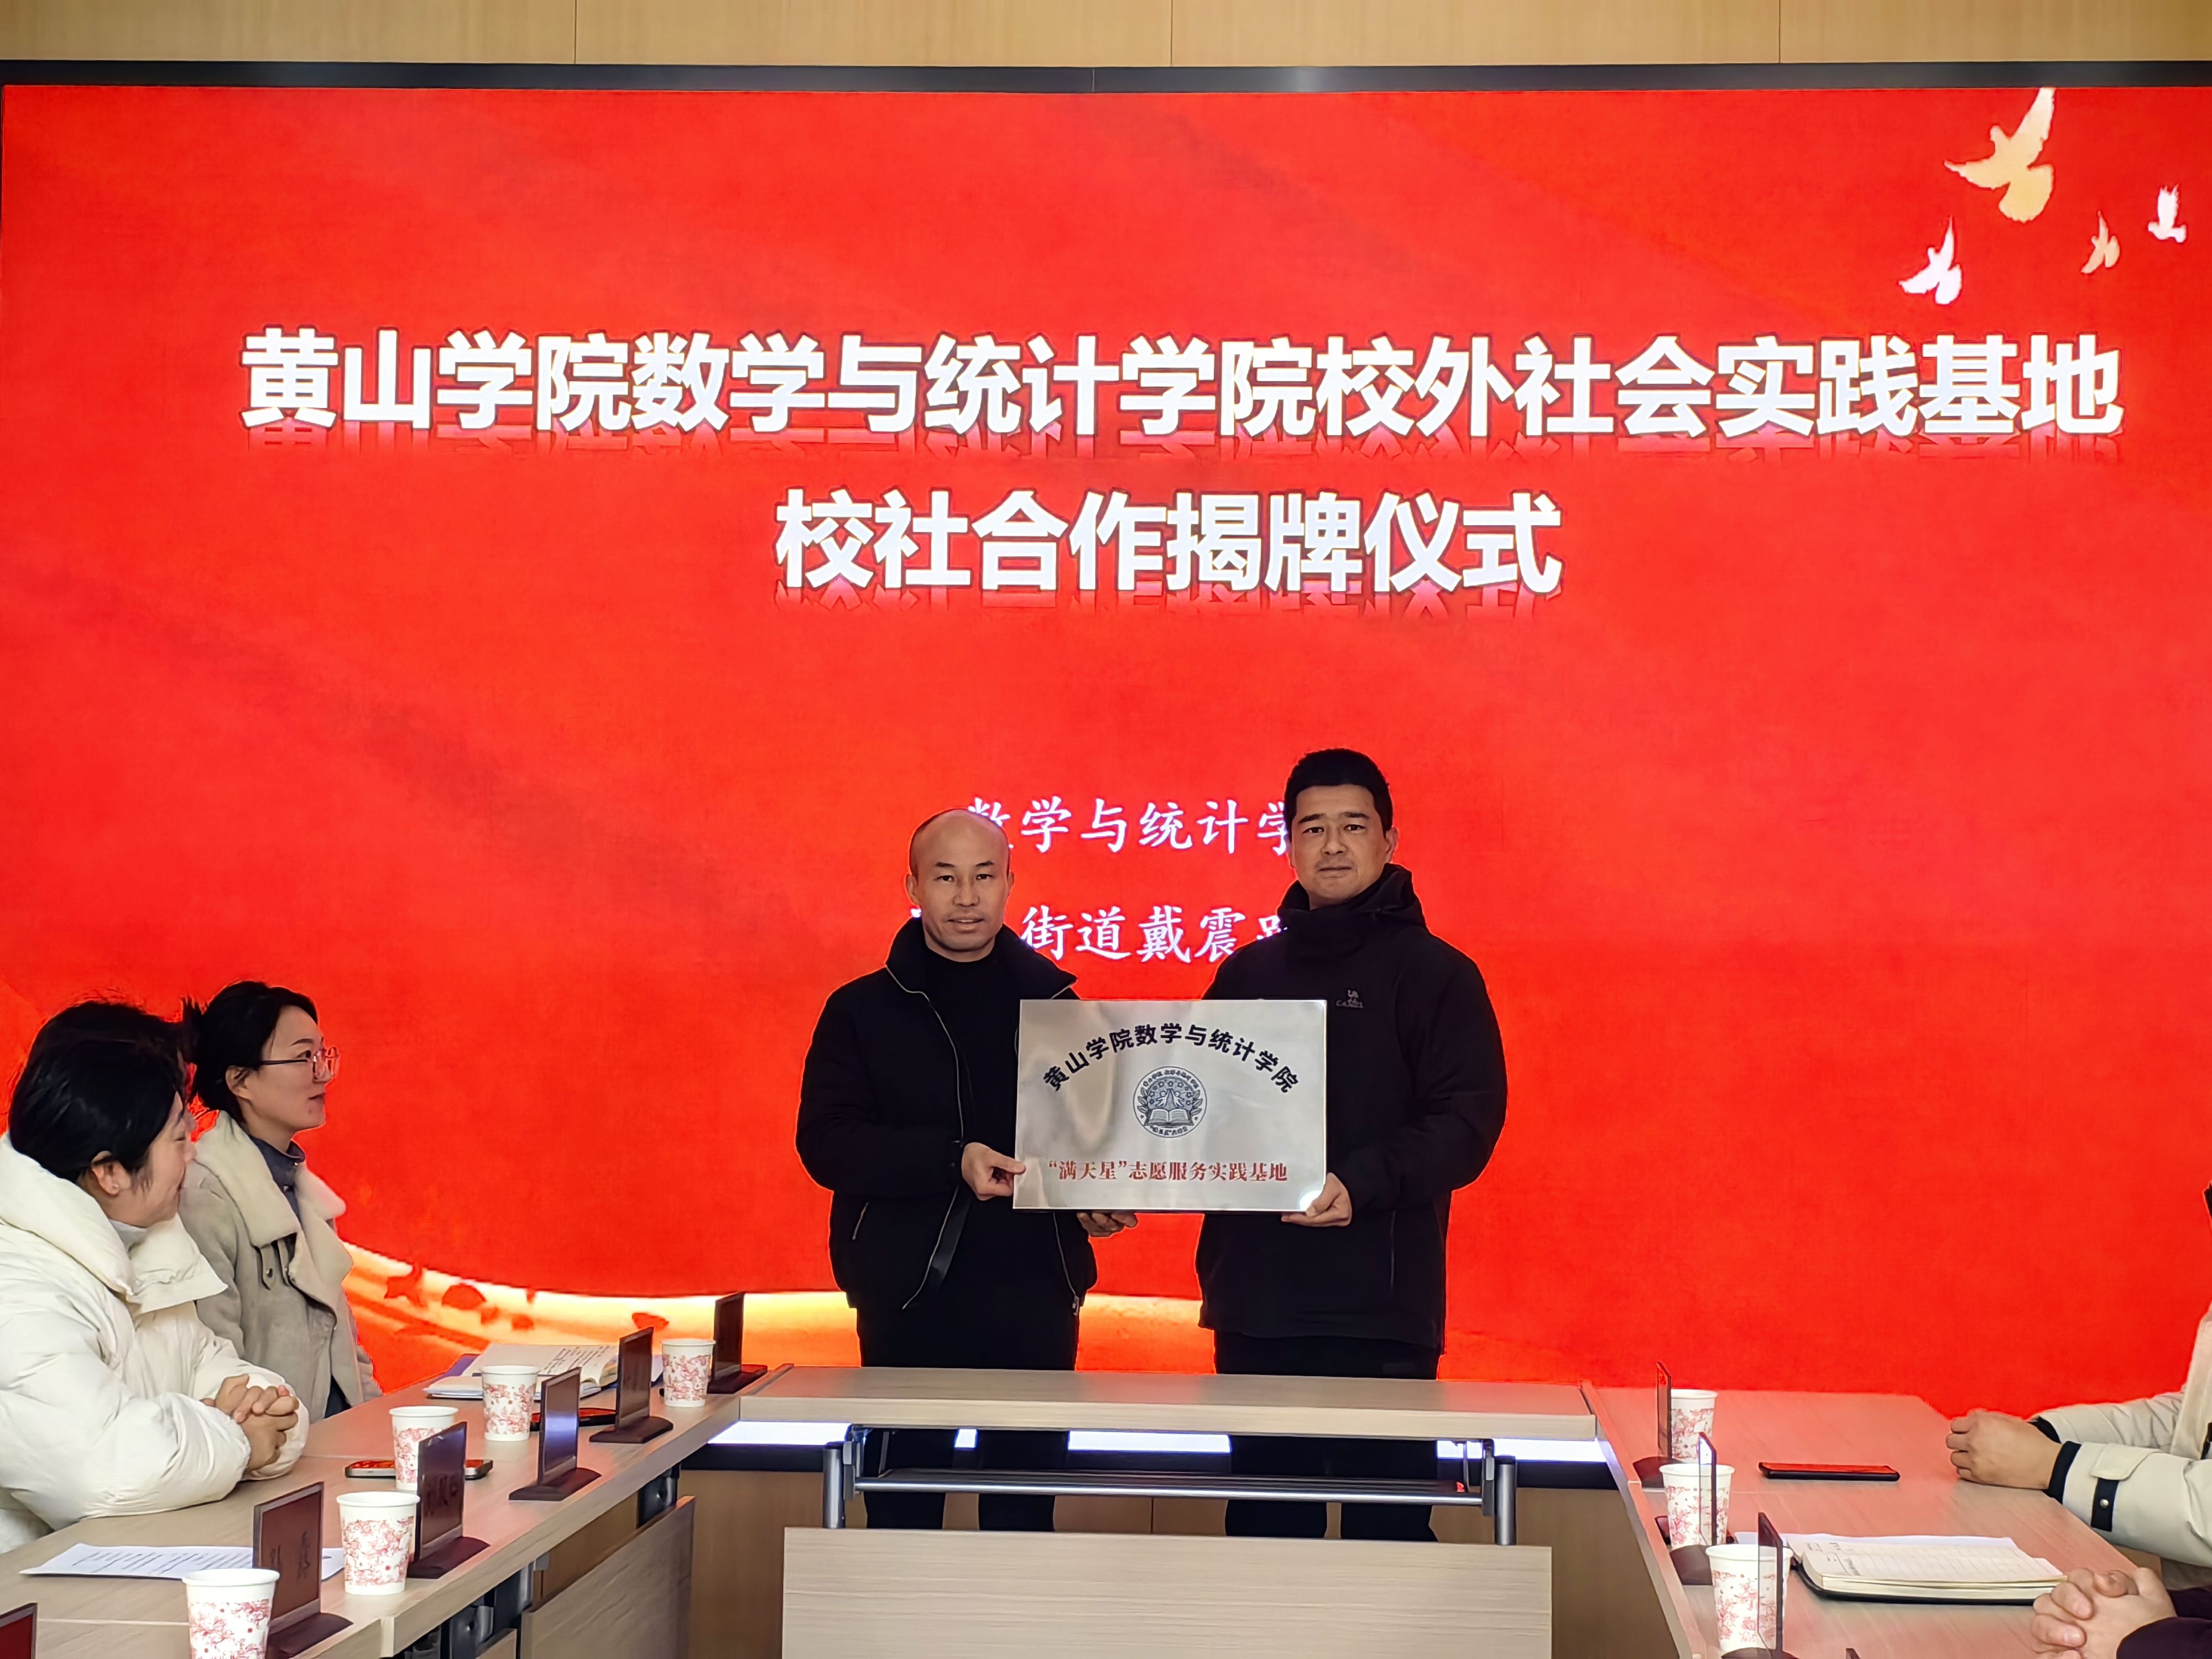 黄山学院数学与统计学院校外社会实践基地
校社合作揭牌仪式
数学与统计学
街道戴震路
黄山学院数学与统计学院
“满天星”志愿服务实践基地